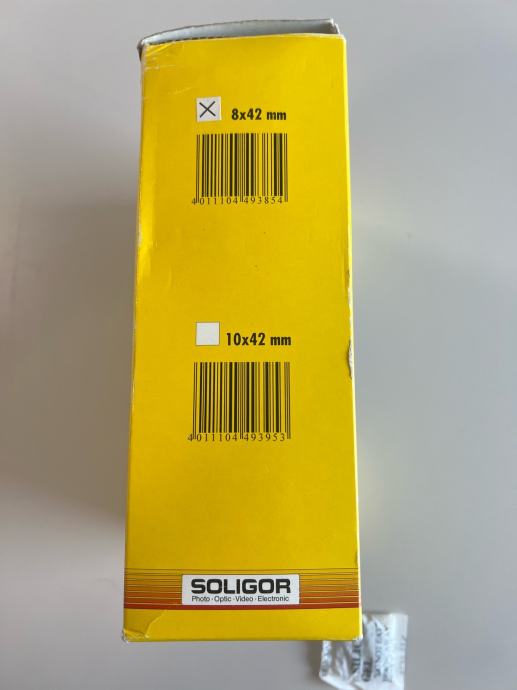 8x42 mm
4 011104 493854
10x42 mm
4 011104 493953
SOLIGOR
Photo · Optic · Video · Electronic